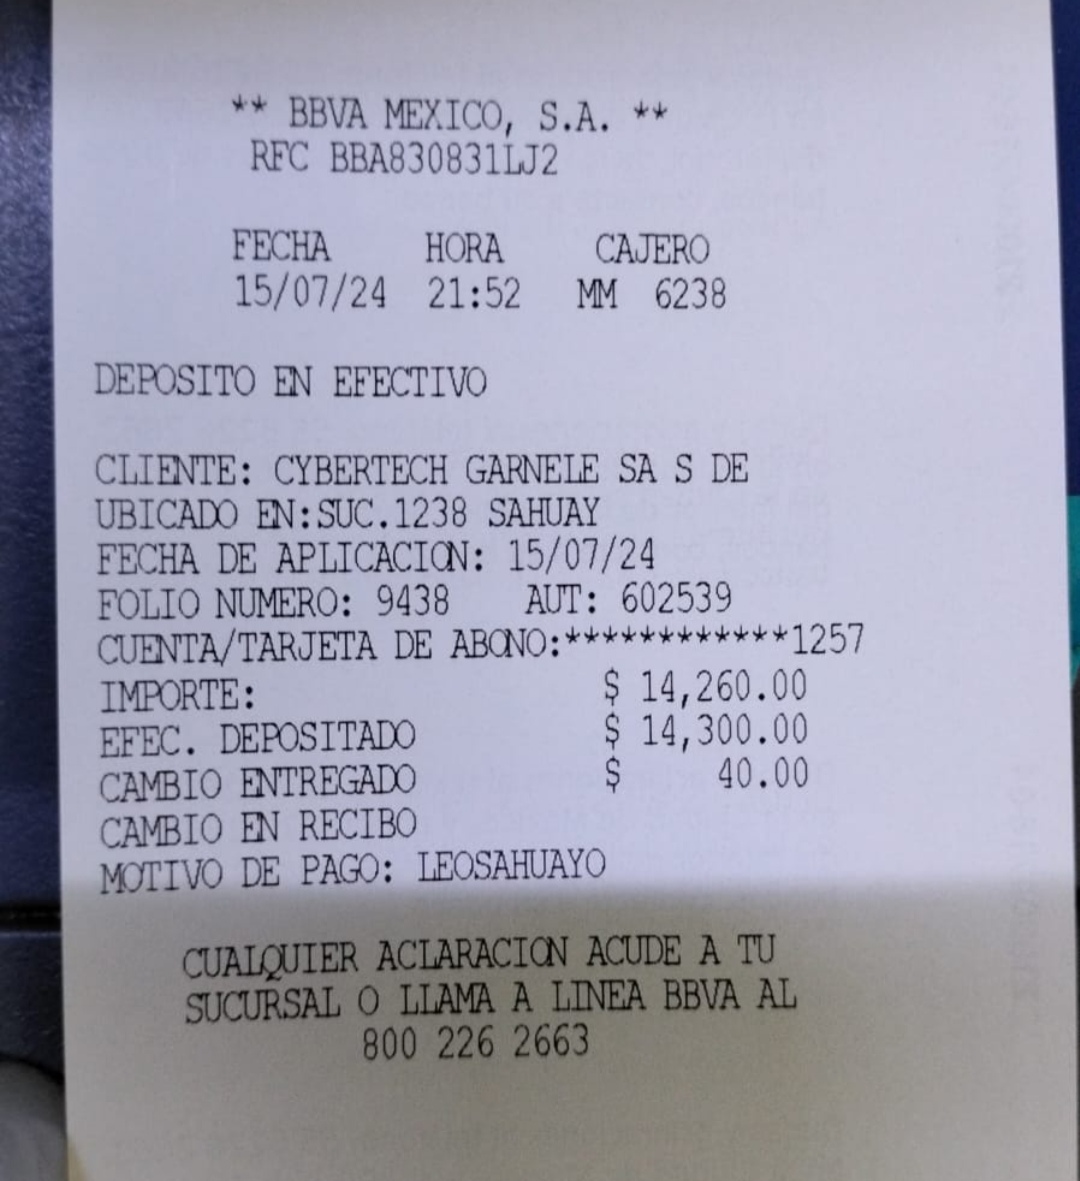 ** BBVA MEXICO, S.A. **
RFC BBA830831LJ2
FECHA HORA CAJERO
15/07/24 21:52 MM 6238
DEPOSITO EN EFECTIVO
CLIENTE: CYBERTECH GARNELE SA S DE
UBICADO EN:SUC.1238 SAHUAY
FECHA DE APLICACION: 15/07/24
FOLIO NUMERO: 9438 AUT: 602539
CUENTA/TARJETA DE ABONO:************1257
IMPORTE: $ 14,260.00
EFEC. DEPOSITADO $ 14,300.00
CAMBIO ENTREGADO $ 40.00
CAMBIO EN RECIBO
MOTIVO DE PAGO: LEOSAHUAYO
CUALQUIER ACLARACION ACUDE A TU
SUCURSAL O LLAMA A LINEA BBVA AL
800 226 2663